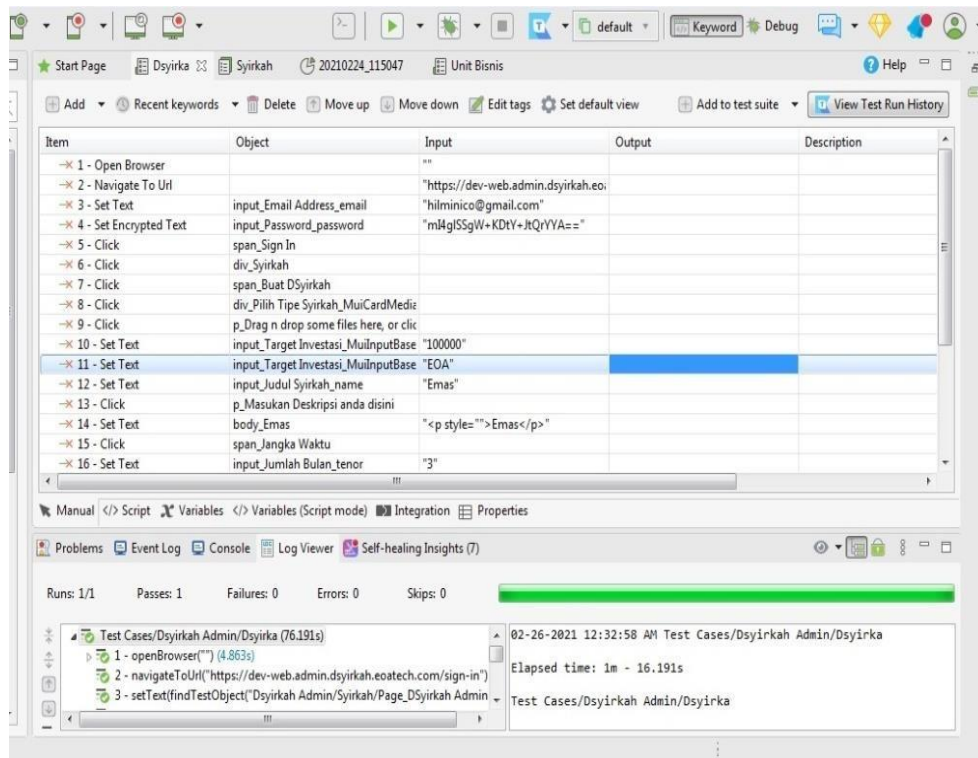 default Keyword Debug
Start Page Dsyirka Syirkah 20210224_115047 Unit Bisnis Help
Add Recent keywords Delete Move up Move down Edit tags Set default view Add to test suite View Test Run History
Item Object Input Output Description
1 - Open Browser ""
2 - Navigate To Url "https://dev-web.admin.dsyirkah.eoa
3 - Set Text input_Email Address_email "hilminico@gmail.com"
4 - Set Encrypted Text input_Password_password
5 - Click span_Sign In
6 - Click div_Syirkah
7 - Click span_Buat DSyirkah
8 - Click div_Pilih Tipe Syirkah_MuiCardMedia
9 - Click p_Drag n drop some files here, or clic
10 - Set Text input_Target Investasi_MuiInputBase "100000"
11 - Set Text input_Target Investasi_MuiInputBase "EOA"
12 - Set Text input_Judul Syirkah_name "Emas"
13 - Click p_Masukan Deskripsi anda disini
14 - Set Text body_Emas "<p style="">Emas</p>"
15 - Click span_Jangka Waktu
16 - Set Text input_Jumlah Bulan_tenor "3"
Manual </> Script Variables </> Variables (Script mode) Integration Properties
Problems Event Log Console Log Viewer Self-healing Insights (7)
Runs: 1/1 Passes: 1 Failures: 0 Errors: 0 Skips: 0
Test Cases/Dsyirkah Admin/Dsyirka (76.191s)
1 - openBrowser("") (4.863s)
2 - navigateToUrl("https://dev-web.admin.dsyirkah.eoatech.com/sign-in")
3 - setText(findTestObject("Dsyirkah Admin/Syirkah/Page_DSyirkah Admin
02-26-2021 12:32:58 AM Test Cases/Dsyirkah Admin/Dsyirka
Elapsed time: 1m - 16.191s
Test Cases/Dsyirkah Admin/Dsyirka